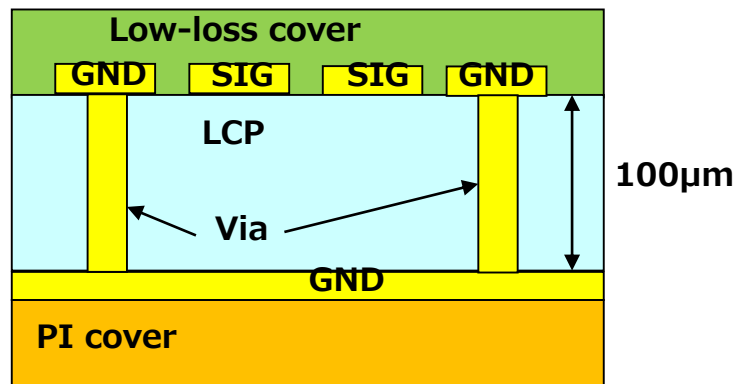 Low-loss cover
GND SIG SIG GND
LCP
100μm
Via
GND
PI cover